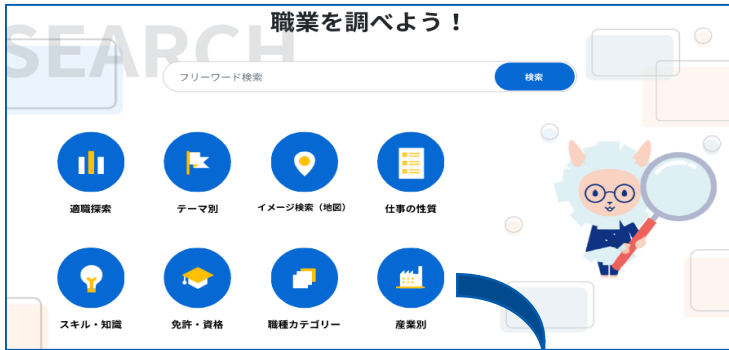 職業を調べよう！
SEARCH
フリーワード検索
検索
適職探索
テーマ別
イメージ検索（地図）
仕事の性質
スキル・知識
免許・資格
職種カテゴリー
産業別